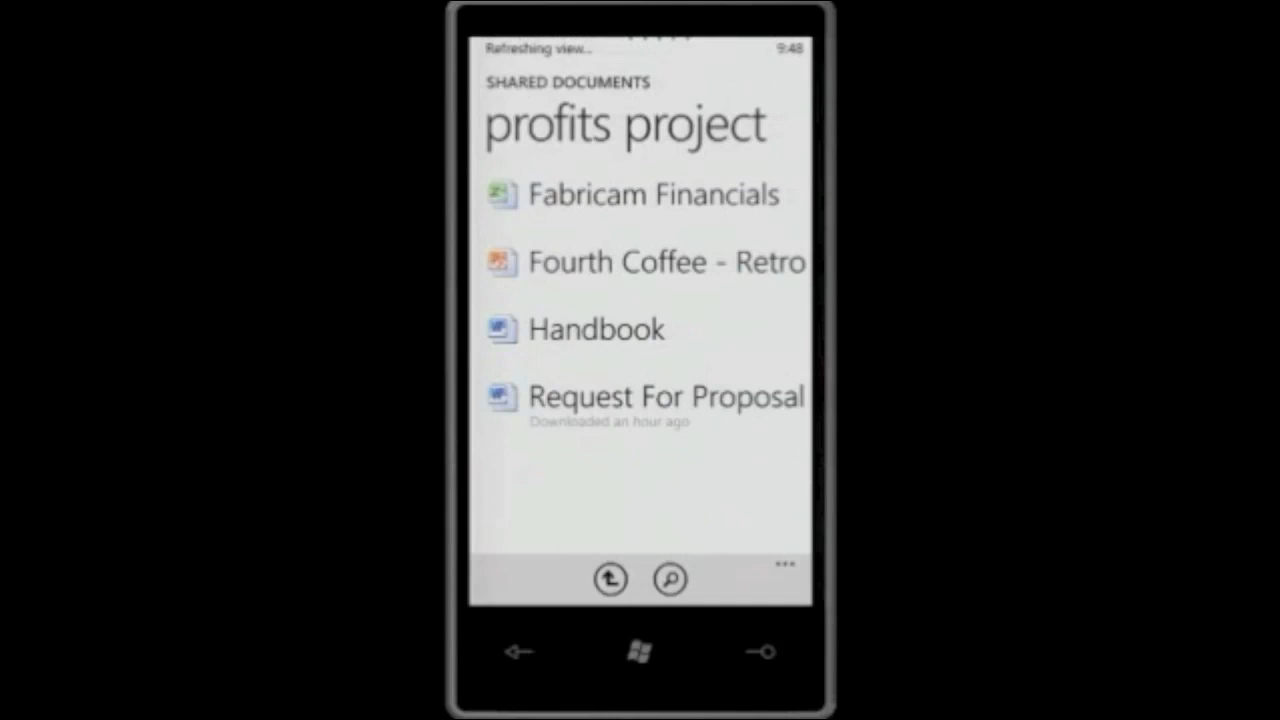 Refreshing view...
9:48
SHARED DOCUMENTS
profits project
Fabricam Financials
Fourth Coffee - Retro
Handbook
Request For Proposal
Downloaded an hour ago